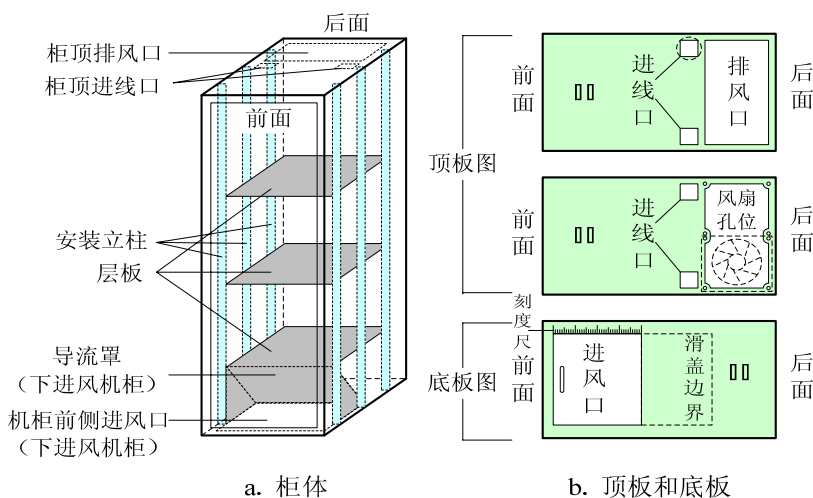 后面
柜顶排风口
柜顶进线口
前面
安装立柱
层板
导流罩
（下进风机柜）
机柜前侧进风口
（下进风机柜）
a. 柜体
顶板图
前面
进线口
排风口
后面
前面
进线口
风扇
孔位
后面
底板图
刻度尺
前面
进风口
滑盖边界
后面
b. 顶板和底板